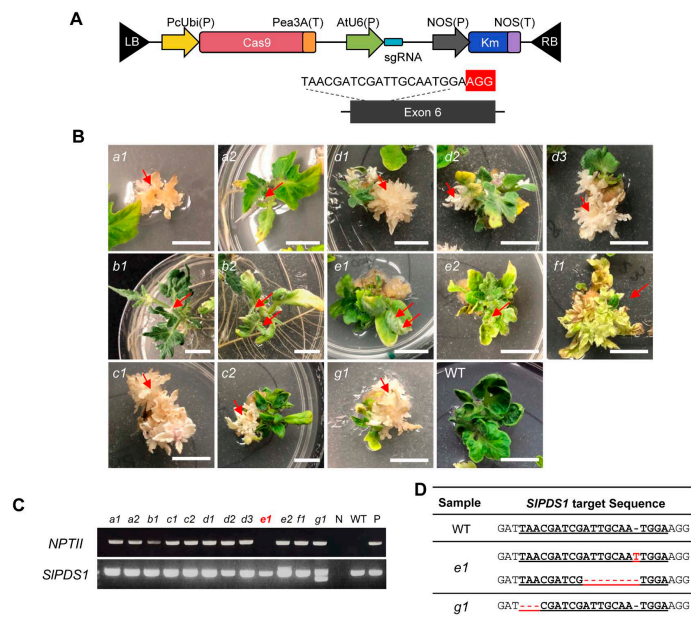 A
PcUbi(P) Pea3A(T) AtU6(P) NOS(P) NOS(T)
LB Cas9 Km RB
sgRNA
TAACGATCGATTGCAATGGAAGG
Exon 6
B
a1 a2 d1 d2 d3
b1 b2 e1 e2 f1
c1 c2 g1 WT
C
a1 a2 b1 c1 c2 d1 d2 d3 e1 e2 f1 g1 N WT P
NPTII
SlPDS1
D
Sample SlPDS1 target Sequence
WT GATTAACGATCGATTGCAA-TGGAAGG
e1 GATTAACGATCGATTGCAATTGGAAGG
GATTAACGATCG---------TGGAAGG
g1 GAT---CGATCGATTGCAA-TGGAAGG